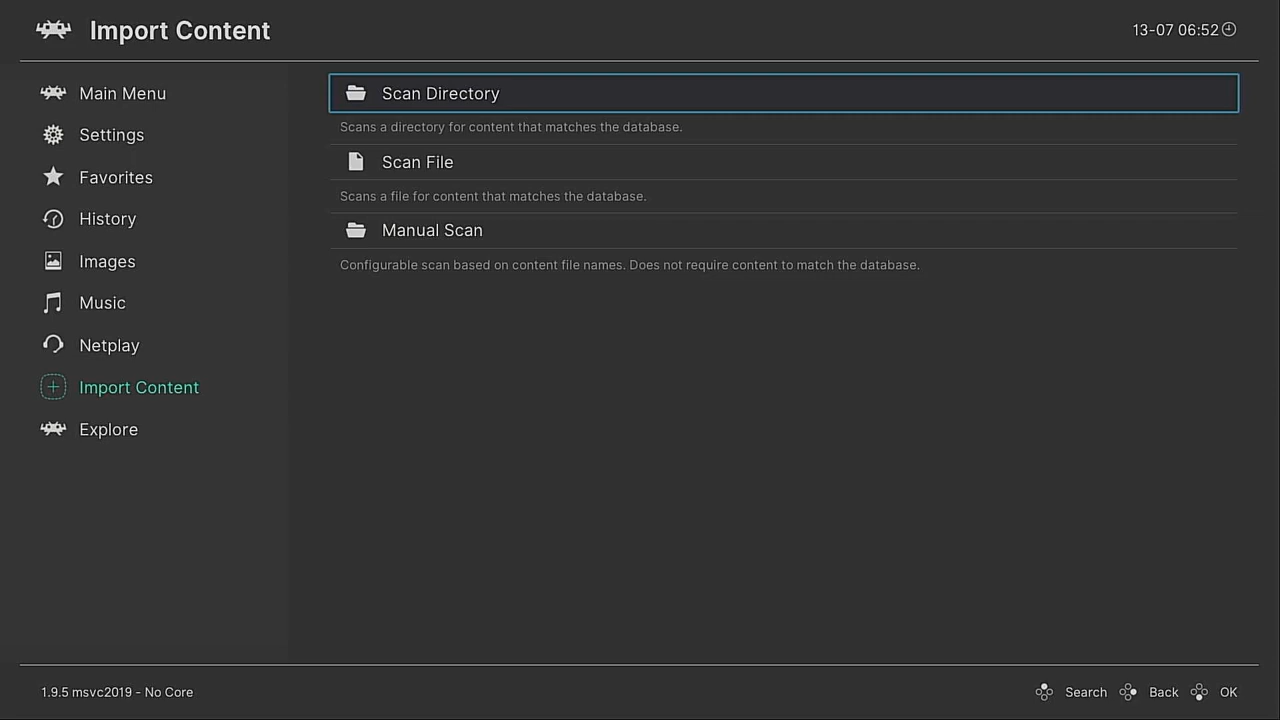 Import Content
13-07 06:52
Main Menu
Settings
Favorites
History
Images
Music
Netplay
Import Content
Explore
Scan Directory
Scans a directory for content that matches the database.
Scan File
Scans a file for content that matches the database.
Manual Scan
Configurable scan based on content file names. Does not require content to match the database.
1.9.5 msvc2019 - No Core
Search Back OK